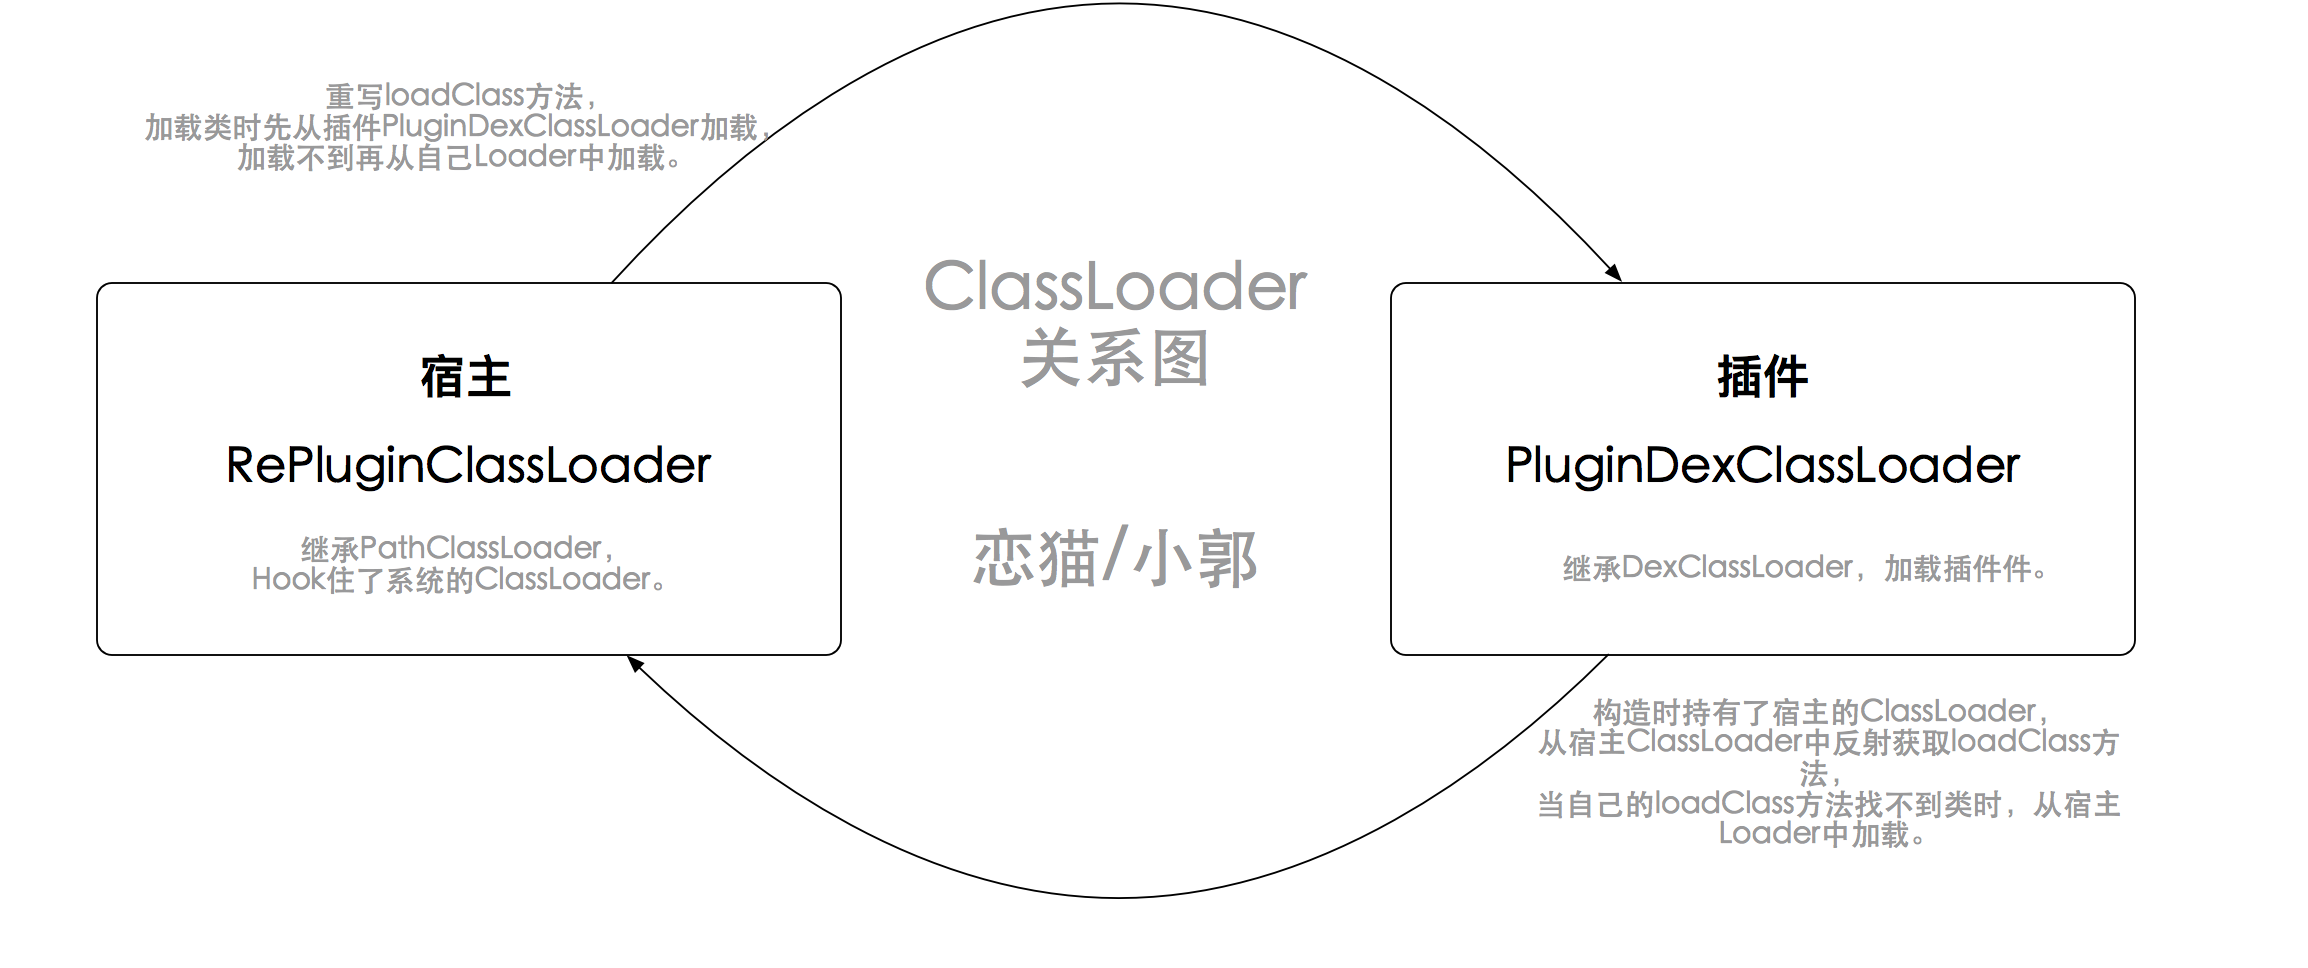 重写loadClass方法，
加载类时先从插件PluginDexClassLoader加载，
加载不到再从自己Loader中加载。
ClassLoader
关系图
恋猫/小郭
宿主
RePluginClassLoader
继承PathClassLoader，
Hook住了系统的ClassLoader。
插件
PluginDexClassLoader
继承DexClassLoader，加载插件件。
构造时持有了宿主的ClassLoader，
从宿主ClassLoader中反射获取loadClass方
法，
当自己的loadClass方法找不到类时，从宿主
Loader中加载。